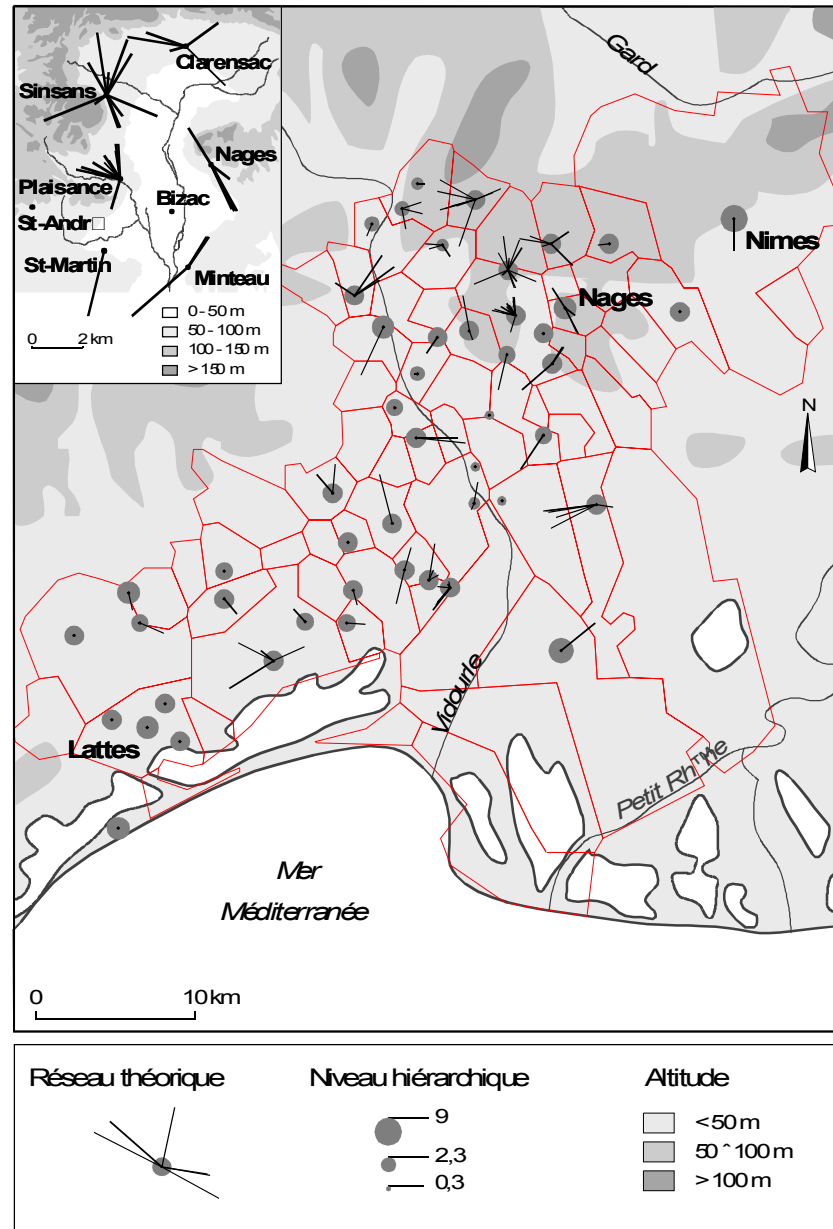 Clarensac
Sinsans
Nages
Plaisance
Bizac
St-Andr□
St-Martin
Minteau
0 - 50 m
50 - 100 m
100 - 150 m
> 150 m
0 2 km
Gard
Nimes
Nages
N
Vidourle
Lattes
Petit Rh™Me
Mer
Méditerranée
0 10 km
Réseau théorique
Niveau hiérarchique
9
2,3
0,3
Altitude
< 50 m
50 ˆ 100 m
> 100 m